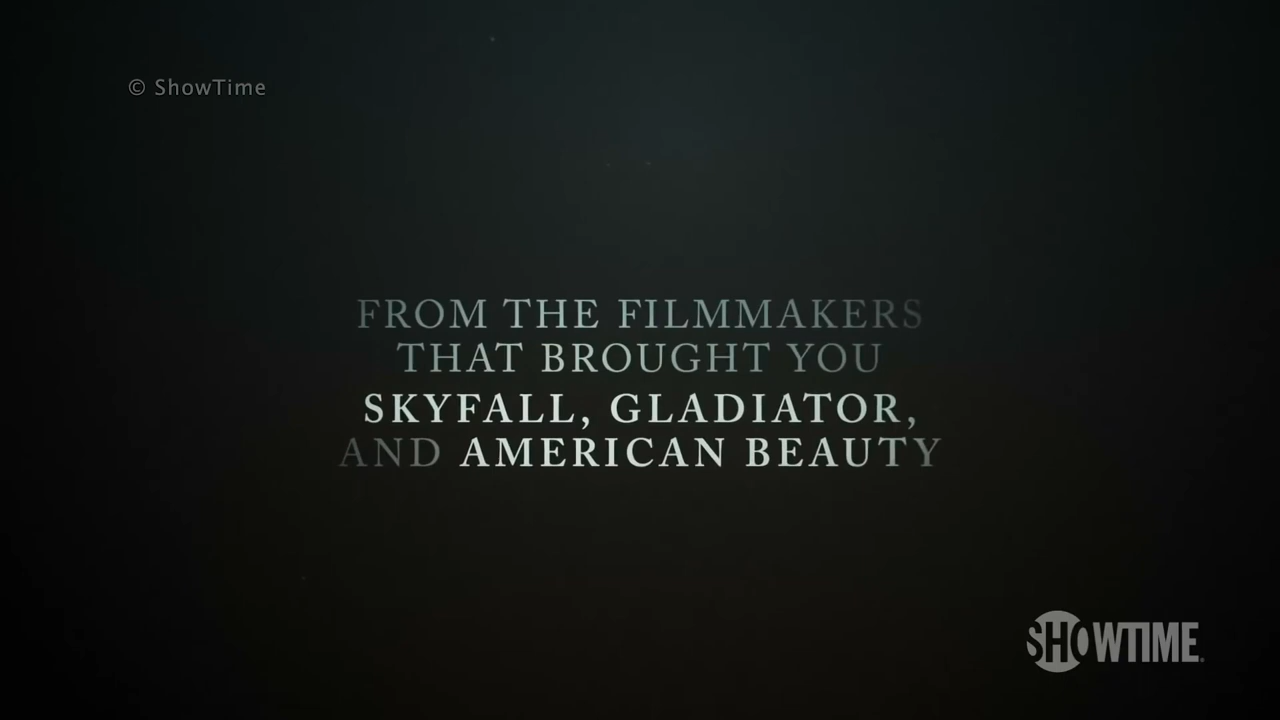 © ShowTime
FROM THE FILMMAKERS
THAT BROUGHT YOU
SKYFALL, GLADIATOR,
AND AMERICAN BEAUTY
SHOWTIME